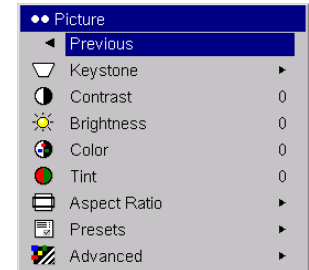 Picture
Previous
Keystone
Contrast 0
Brightness 0
Color 0
Tint 0
Aspect Ratio
Presets
Advanced